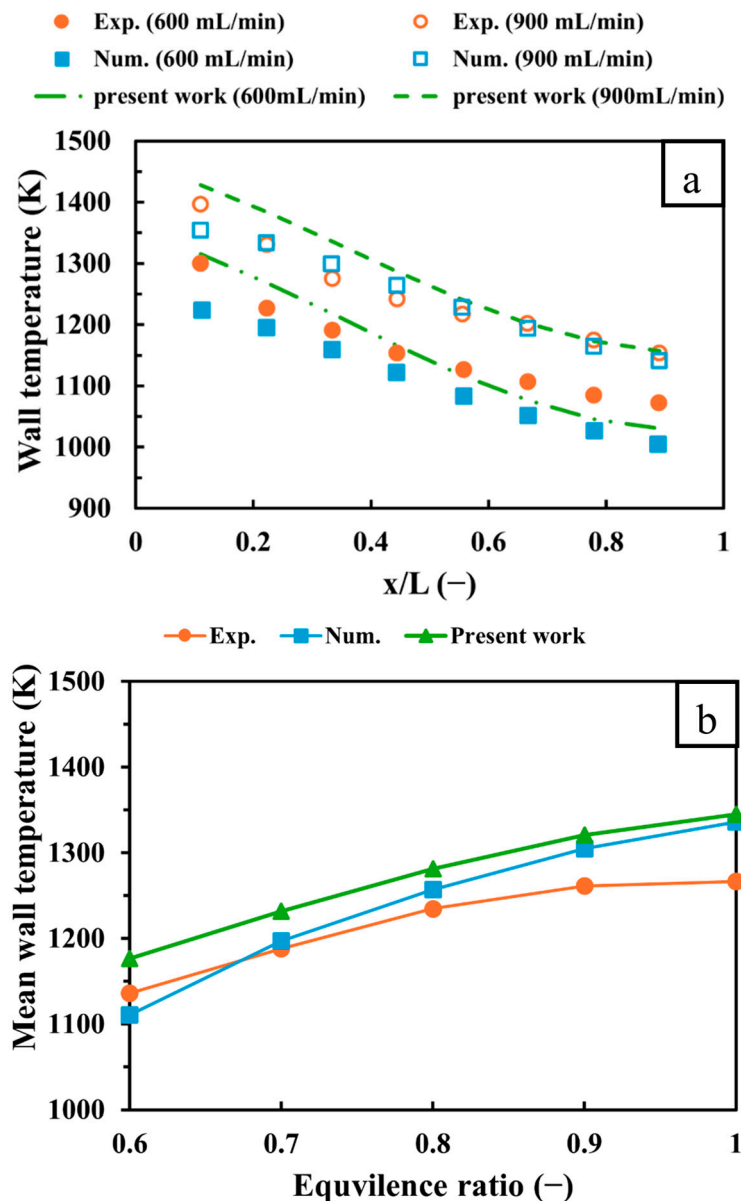 Exp. (600 mL/min) Exp. (900 mL/min)
Num. (600 mL/min) Num. (900 mL/min)
present work (600mL/min) present work (900mL/min)
a
1500
1400
1300
1200
1100
1000
900
Wall temperature (K)
0 0.2 0.4 0.6 0.8 1
x/L (−)
Exp. Num. Present work
b
1500
1400
1300
1200
1100
1000
Mean wall temperature (K)
0.6 0.7 0.8 0.9 1
Equvilence ratio (−)